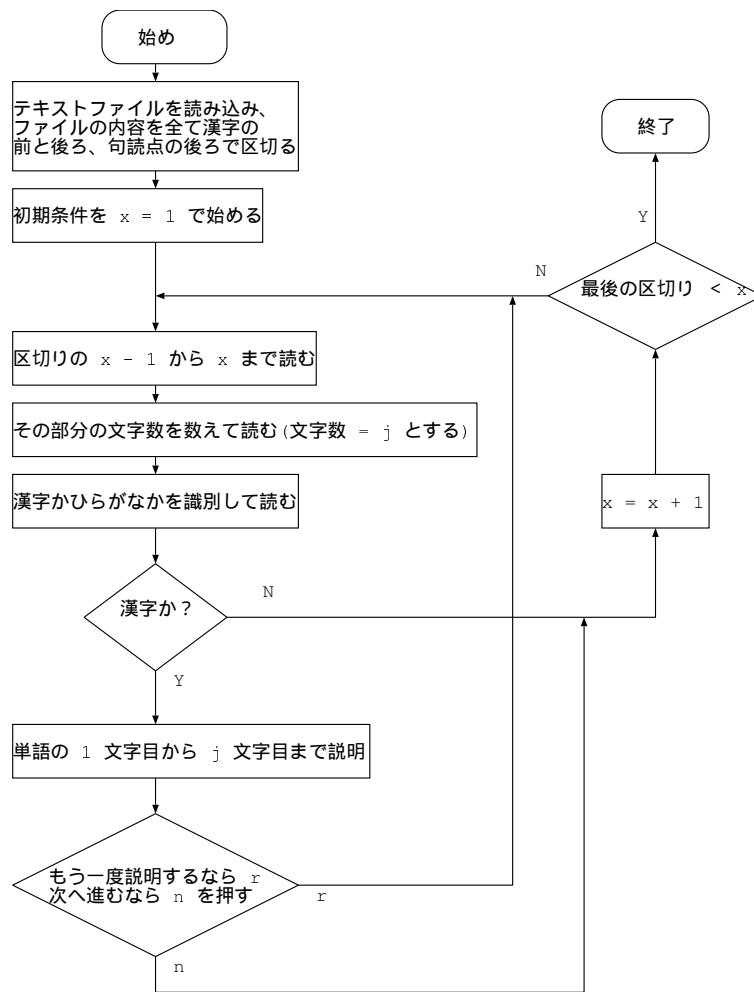 始め
テキストファイルを読み込み、
ファイルの内容を全て漢字の
前と後ろ、句読点の後ろで区切る
初期条件を x = 1 で始める
区切りの x - 1 から x まで読む
その部分の文字数を数えて読む(文字数 = j とする)
漢字かひらがなかを識別して読む
漢字か?
N
Y
単語の 1 文字目から j 文字目まで説明
もう一度説明するなら r
次へ進むなら n を押す
r
n
x = x + 1
最後の区切り < x
N
Y
終了